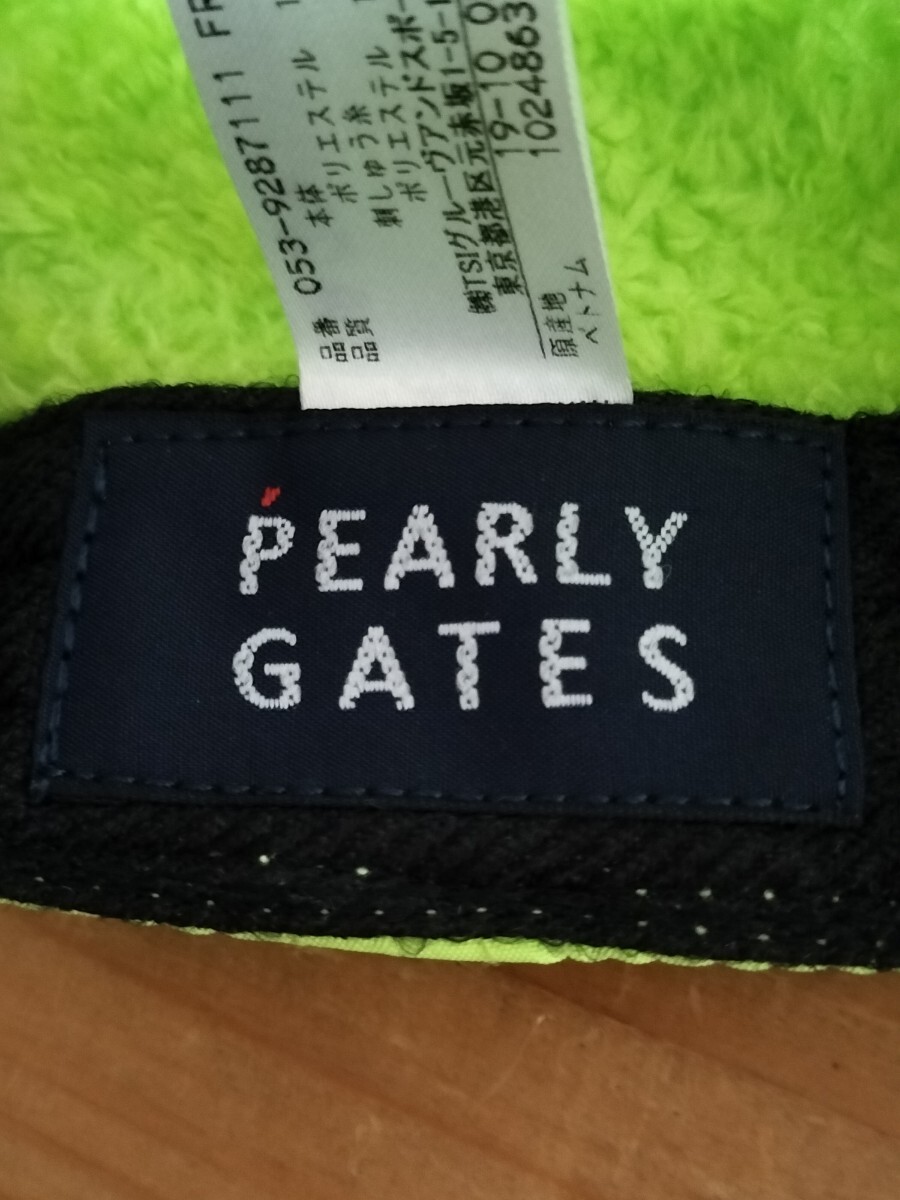 品番 053-9287111 FR
品質 本体
ポリエステル 1
刺しゅう糸
ポリエステル
㈱TSIグルーヴアンドスポー
東京都港区元赤坂1-5-1
19-10 0
原産地 1024863
ベトナム
PEARLY
GATES